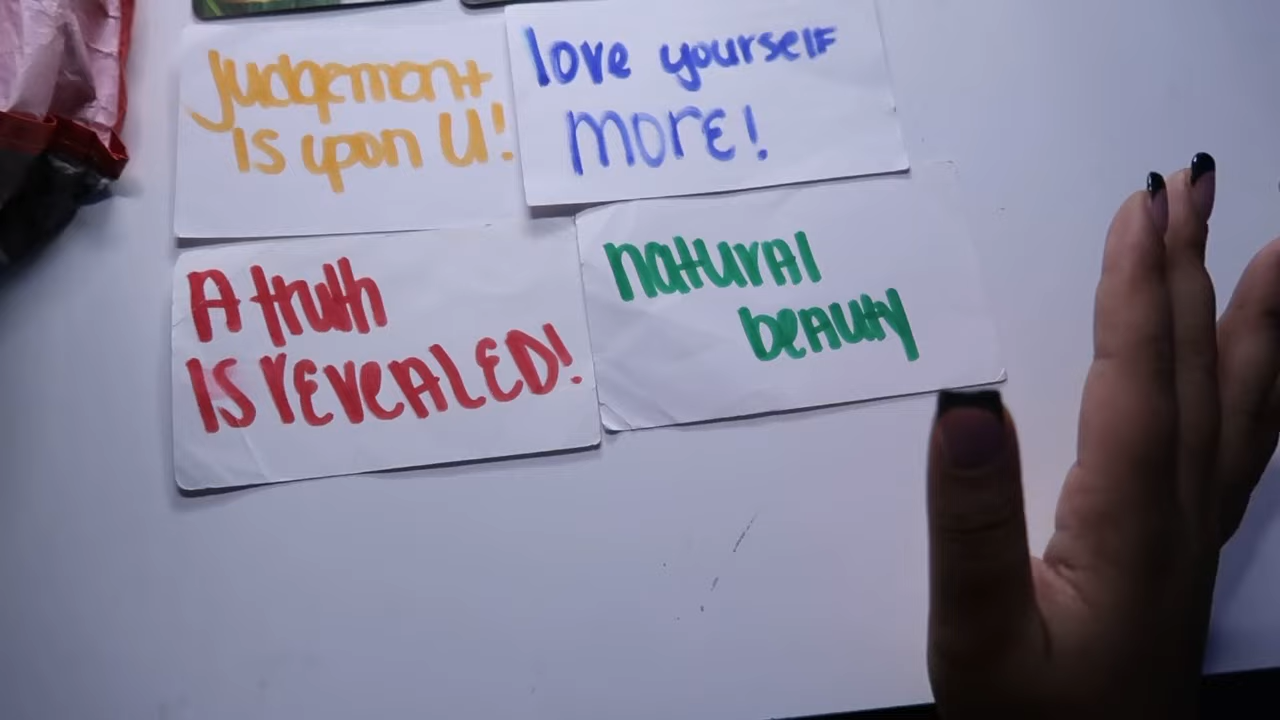 Judgement
is upon U!
love yourself
MORE!
A truth
is revealed!
natural
beauty